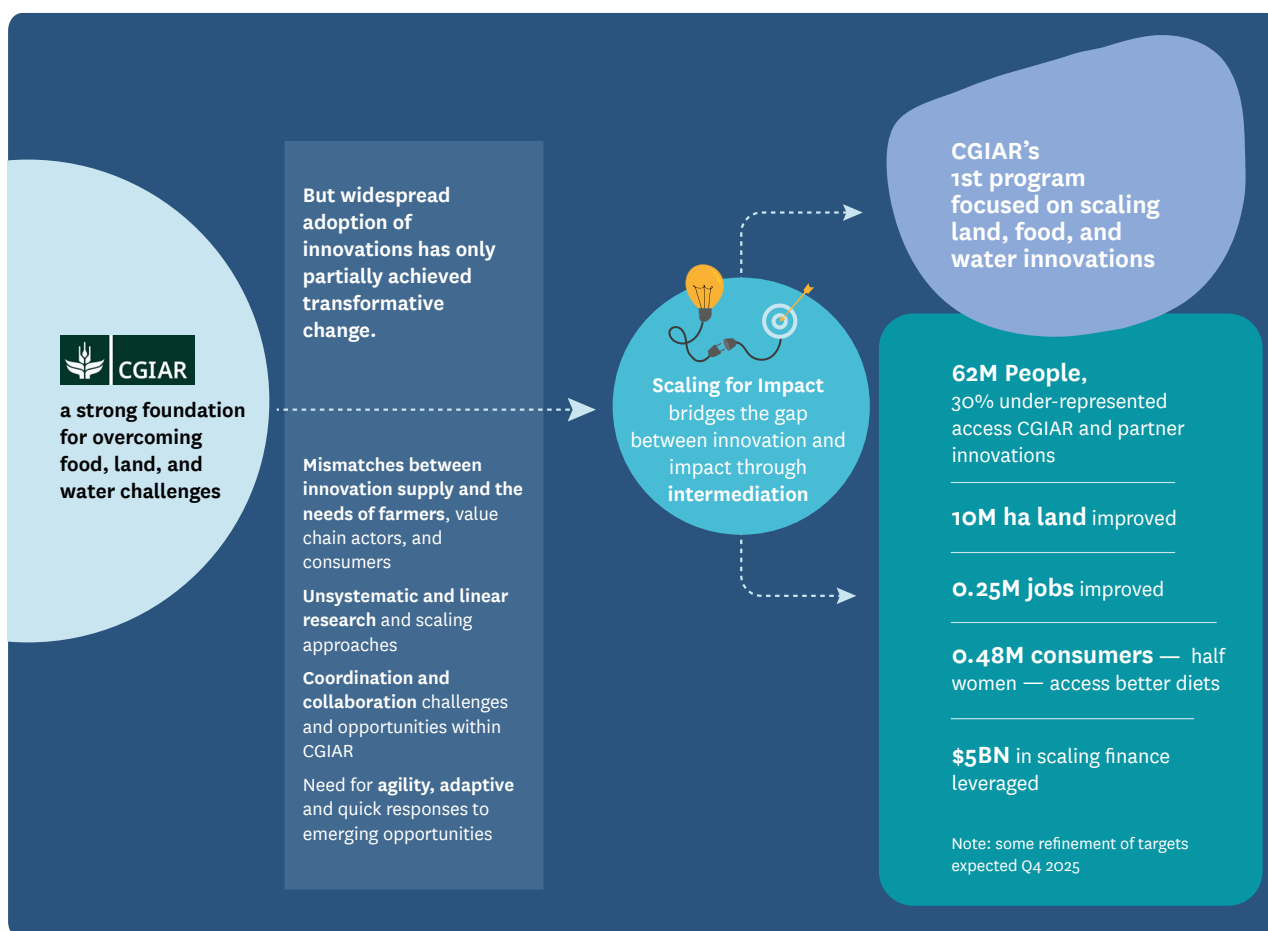 CGIAR
a strong foundation
for overcoming
food, land, and
water challenges
But widespread
adoption of
innovations has only
partially achieved
transformative
change.
Mismatches between
innovation supply and the
needs of farmers, value
chain actors, and
consumers
Unsystematic and linear
research and scaling
approaches
Coordination and
collaboration challenges
and opportunities within
CGIAR
Need for agility, adaptive
and quick responses to
emerging opportunities
Scaling for Impact
bridges the gap
between innovation and
impact through
intermediation
CGIAR’s
1st program
focused on scaling
land, food, and
water innovations
62M People,
30% under-represented
access CGIAR and partner
innovations
10M ha land improved
0.25M jobs improved
0.48M consumers — half
women — access better diets
$5BN in scaling finance
leveraged
Note: some refinement of targets
expected Q4 2025